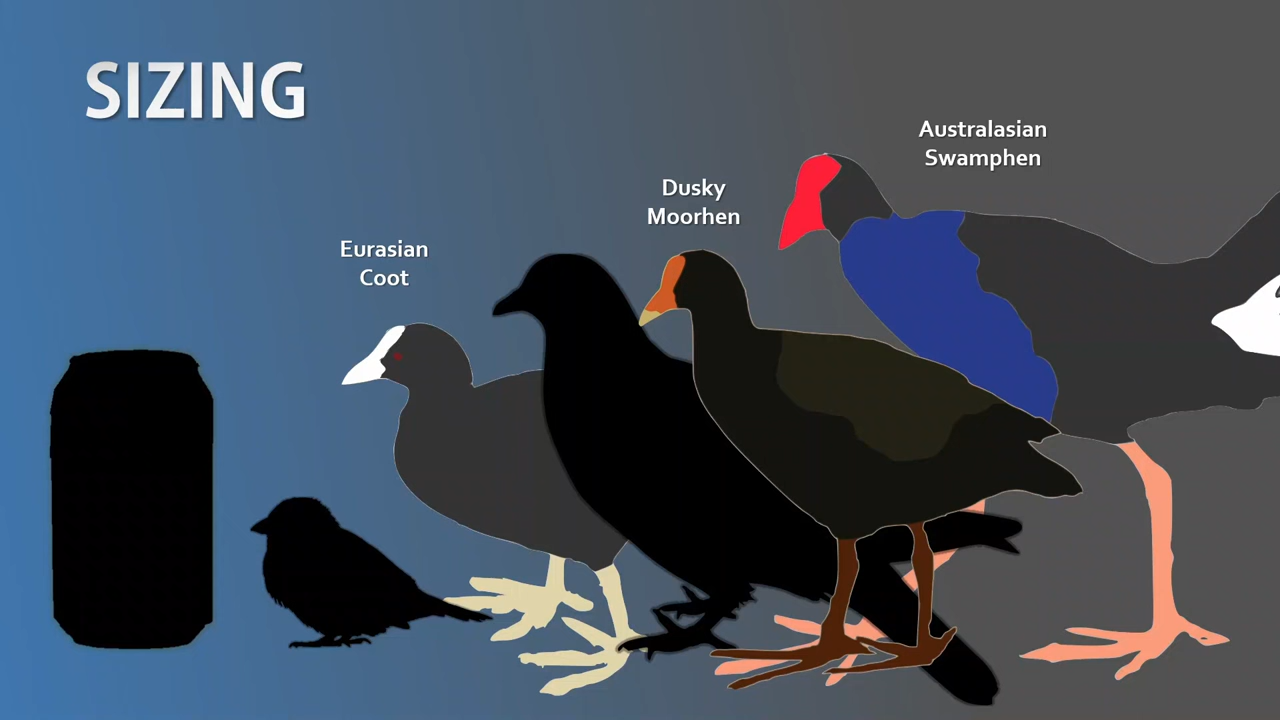 SIZING
Australasian
Swamphen
Dusky
Moorhen
Eurasian
Coot